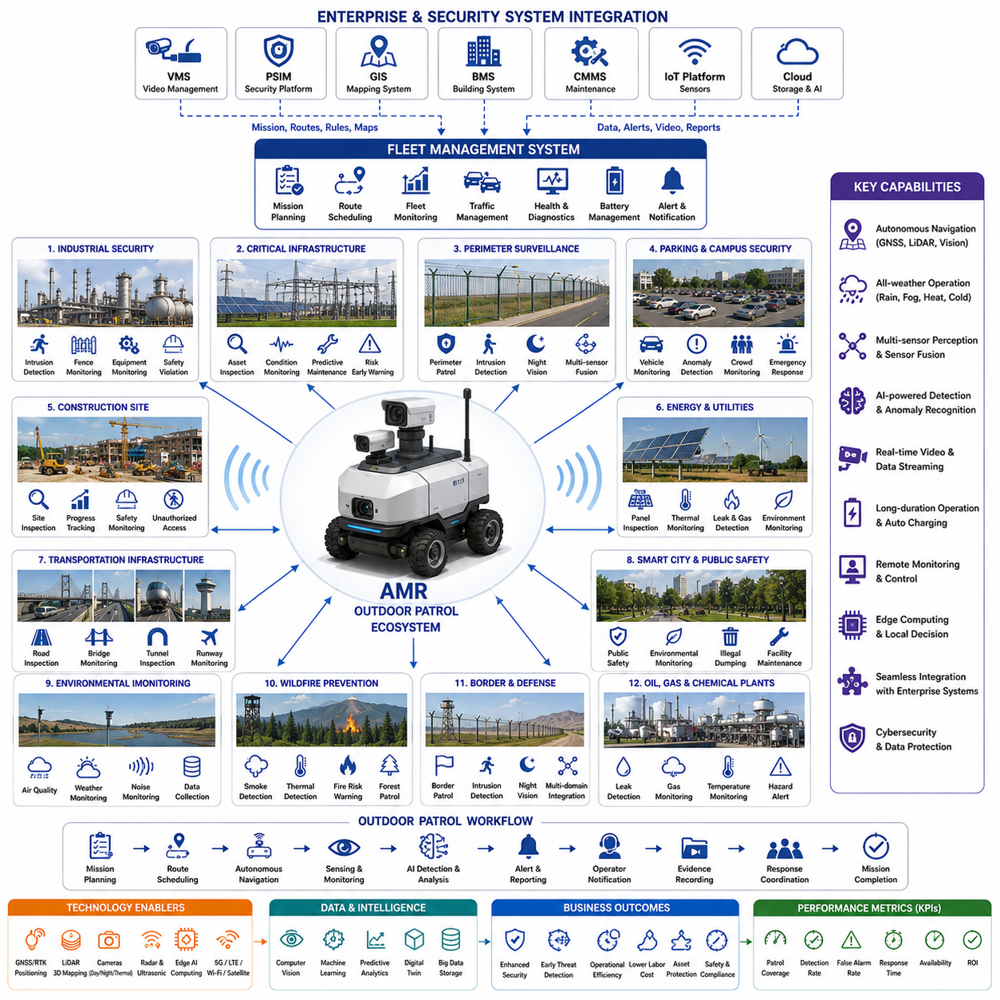 ENTERPRISE & SECURITY SYSTEM INTEGRATION
VMS
Video Management
PSIM
Security Platform
GIS
Mapping System
BMS
Building System
CMMS
Maintenance
IoT Platform
Sensors
Cloud
Storage & AI
Mission, Routes, Rules, Maps
Data, Alerts, Video, Reports
FLEET MANAGEMENT SYSTEM
Mission
Planning
Route
Scheduling
Fleet
Monitoring
Traffic
Management
Health &
Diagnostics
Battery
Management
Alert &
Notification
KEY CAPABILITIES
Autonomous Navigation
(GNSS, LiDAR, Vision)
All-weather Operation
(Rain, Fog, Heat, Cold)
Multi-sensor Perception
& Sensor Fusion
AI-powered Detection
& Anomaly Recognition
Real-time Video &
Data Streaming
Long-duration Operation
& Auto Charging
Remote Monitoring
& Control
Edge Computing
& Local Decision
Seamless Integration
with Enterprise Systems
Cybersecurity
& Data Protection
1. INDUSTRIAL SECURITY
Intrusion
Detection
Fence
Monitoring
Equipment
Monitoring
Safety
Violation
2. CRITICAL INFRASTRUCTURE
Asset
Inspection
Condition
Monitoring
Predictive
Maintenance
Risk
Early Warning
3. PERIMETER SURVEILLANCE
Perimeter
Patrol
Intrusion
Detection
Night
Vision
Multi-sensor
Fusion
4. PARKING & CAMPUS SECURITY
Vehicle
Monitoring
Anomaly
Detection
Crowd
Monitoring
Emergency
Response
5. CONSTRUCTION SITE
Site
Inspection
Progress
Tracking
Safety
Monitoring
Unauthorized
Access
6. ENERGY & UTILITIES
Panel
Inspection
Thermal
Monitoring
Leak & Gas
Detection
Environment
Monitoring
AMR
OUTDOOR PATROL
ECOSYSTEM
7. TRANSPORTATION INFRASTRUCTURE
Road
Inspection
Bridge
Monitoring
Tunnel
Inspection
Runway
Monitoring
8. SMART CITY & PUBLIC SAFETY
Public
Safety
Environmental
Monitoring
Illegal
Dumping
Facility
Maintenance
9. ENVIRONMENTAL IMONITORING
Air Quality
Weather
Monitoring
Noise
Monitoring
Data
Collection
10. WILDFIRE PREVENTION
Smoke
Detection
Thermal
Detection
Fire Risk
Warning
Forest
Patrol
11. BORDER & DEFENSE
Border
Patrol
Intrusion
Detection
Night
Vision
Multi-domain
Integration
12. OIL, GAS & CHEMICAL PLANTS
Leak
Detection
Gas
Monitoring
Temperature
Monitoring
Hazard
Alert
OUTDOOR PATROL WORKFLOW
Mission
Planning
Route
Scheduling
Autonomous
Navigation
Sensing &
Monitoring
AI Detection &
Analysis
Alert &
Reporting
Operator
Notification
Evidence
Recording
Response
Coordination
Mission
Completion
TECHNOLOGY ENABLERS
GNSS/RTK
Positioning
LiDAR
3D Mapping
Cameras
(Day/Night/Thermal)
Radar &
Ultrasonic
Edge AI
Computing
5G / LTE /
Wi-Fi / Satellite
DATA & INTELLIGENCE
Computer
Vision
Machine
Learning
Predictive
Analytics
Digital
Twin
Big Data
Storage
BUSINESS OUTCOMES
Enhanced
Security
Early Threat
Detection
Operational
Efficiency
Lower Labor
Cost
Asset
Protection
Safety &
Compliance
PERFORMANCE METRICS (KPIs)
Patrol
Coverage
Detection
Rate
False Alarm
Rate
Response
Time
Availability
ROI